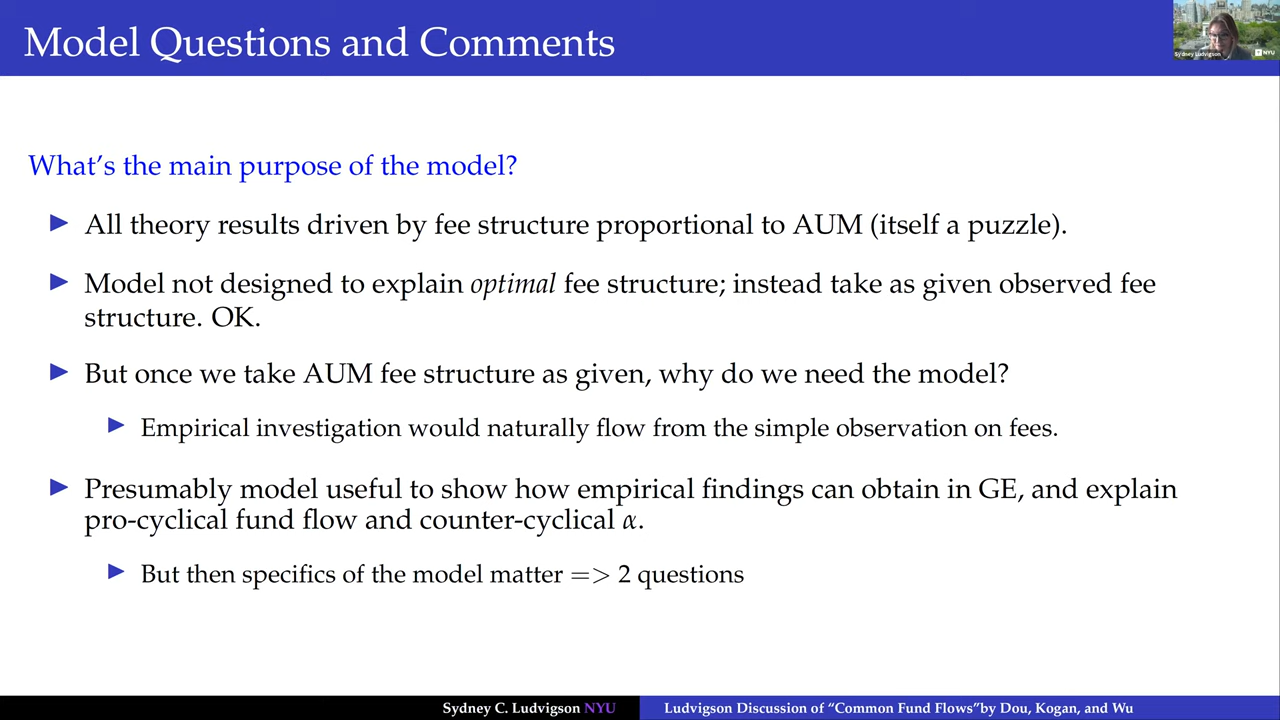 Model Questions and Comments
Sydney Ludvigson
NYU
What's the main purpose of the model?
▶ All theory results driven by fee structure proportional to AUM (itself a puzzle).
▶ Model not designed to explain optimal fee structure; instead take as given observed fee
structure. OK.
▶ But once we take AUM fee structure as given, why do we need the model?
▶ Empirical investigation would naturally flow from the simple observation on fees.
▶ Presumably model useful to show how empirical findings can obtain in GE, and explain
pro-cyclical fund flow and counter-cyclical α.
▶ But then specifics of the model matter => 2 questions
Sydney C. Ludvigson NYU
Ludvigson Discussion of “Common Fund Flows”by Dou, Kogan, and Wu